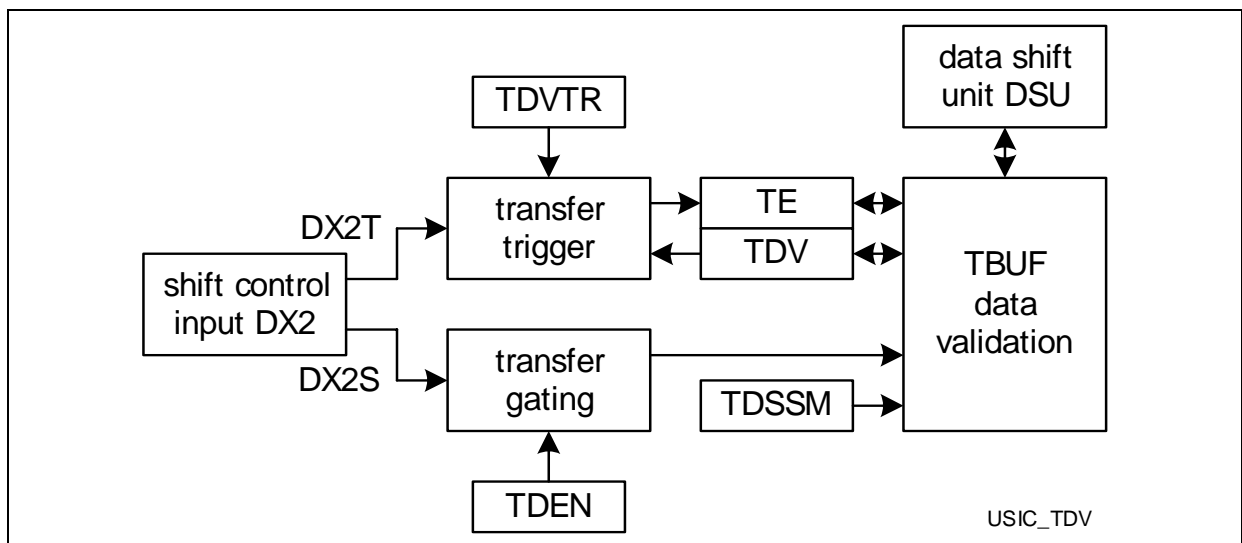 data shift
unit DSU
TDVTR
transfer
trigger
TE
TDV
DX2T
shift control
input DX2
TBUF
data
validation
DX2S
transfer
gating
TDSSM
TDEN
USIC_TDV